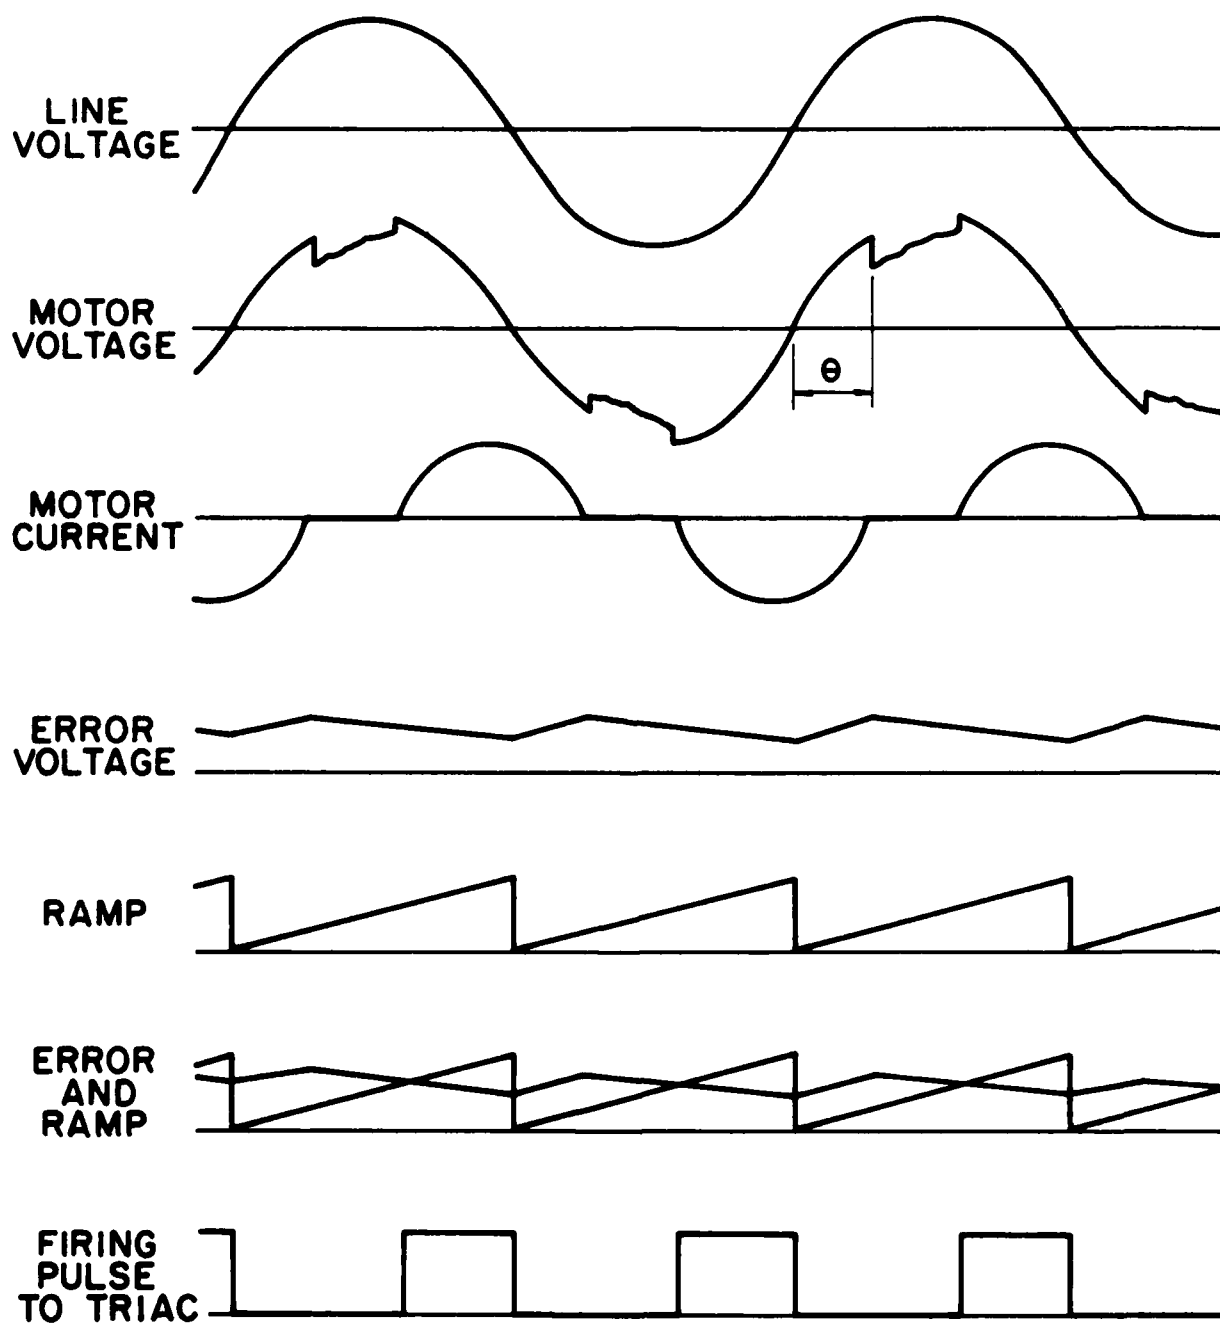 LINE
VOLTAGE
MOTOR
VOLTAGE
θ
MOTOR
CURRENT
ERROR
VOLTAGE
RAMP
ERROR
AND
RAMP
FIRING
PULSE
TO TRIAC